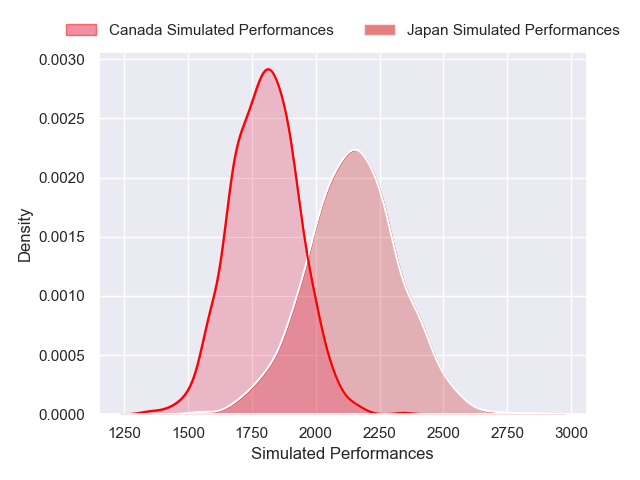 Canada Simulated Performances Japan Simulated Performances
0.0030
0.0025
0.0020
0.0015
0.0010
0.0005
0.0000
Density
1250 1500 1750 2000 2250 2500 2750 3000
Simulated Performances